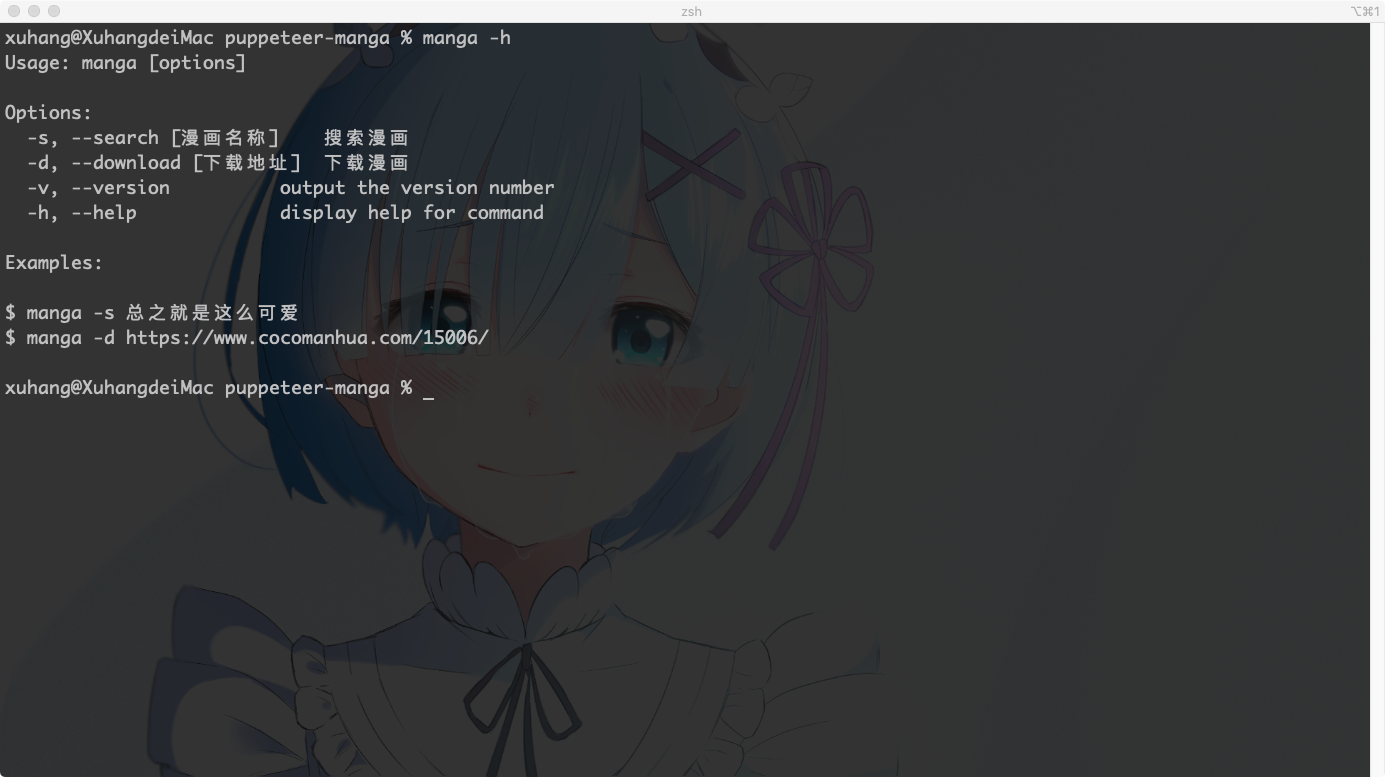 zsh
⌥⌘1
xuhang@XuhangdeiMac puppeteer-manga % manga -h
Usage: manga [options]
Options:
-s, --search [漫画名称] 搜索漫画
-d, --download [下载地址] 下载漫画
-v, --version output the version number
-h, --help display help for command
Examples:
$ manga -s 总之就是这么可爱
$ manga -d https://www.cocomanhua.com/15006/
xuhang@XuhangdeiMac puppeteer-manga % _